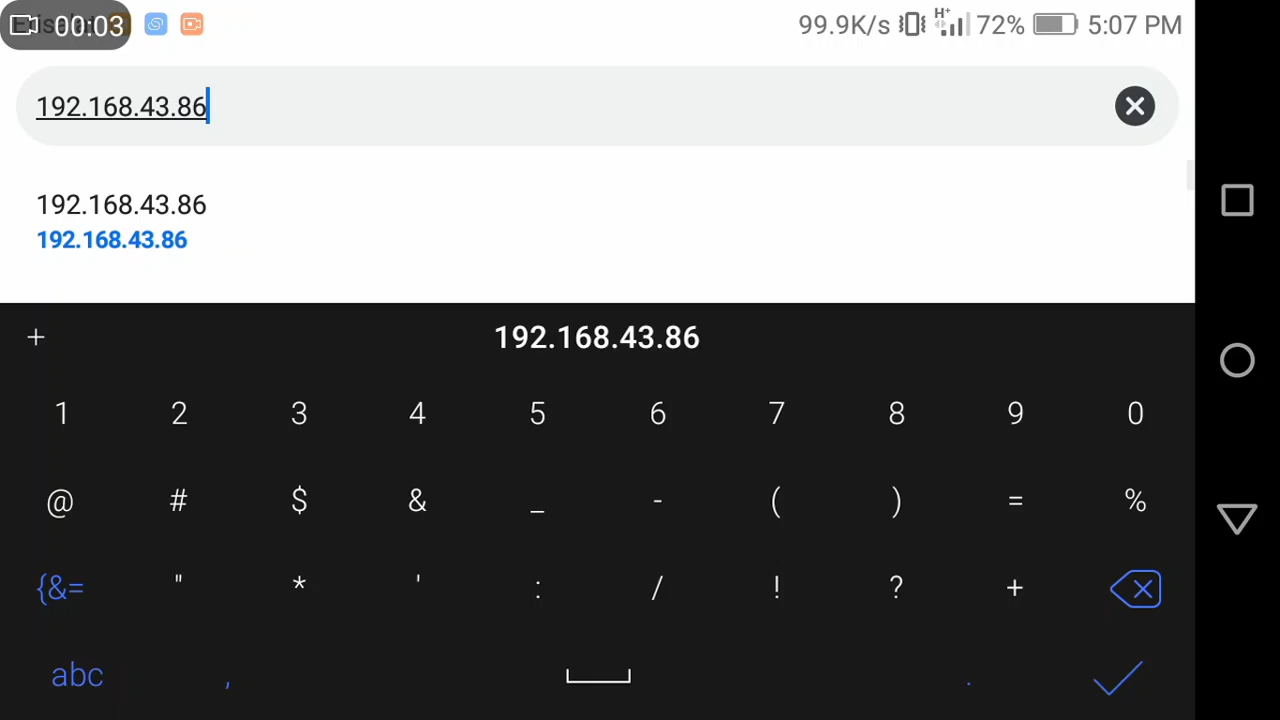 00:03
99.9K/s H+ 72% 5:07 PM
192.168.43.86
192.168.43.86
192.168.43.86
+ 192.168.43.86
1 2 3 4 5 6 7 8 9 0
@ # $ & _ - ( ) = %
{&= " * ' : / ! ? +
abc , .